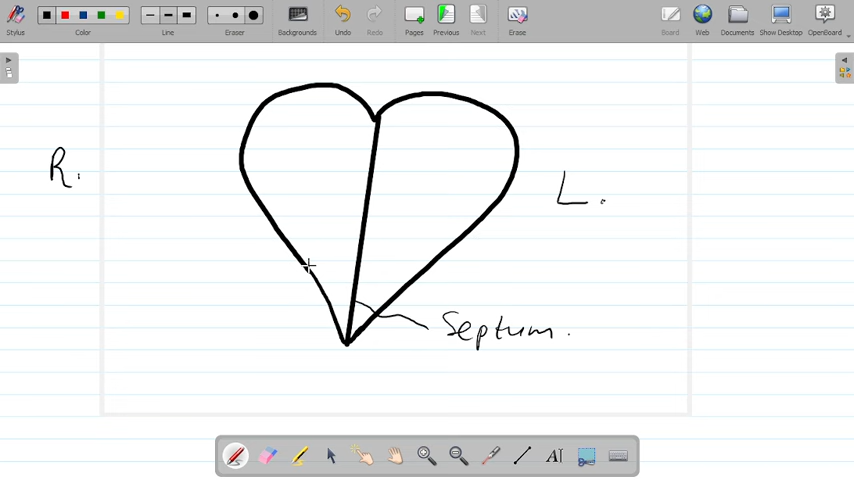 Stylus
Color
Line
Eraser
Backgrounds
Undo
Redo
Pages
Previous
Next
Erase
Board
Web
Documents
Show Desktop
OpenBoard
R.
L.
Septum.